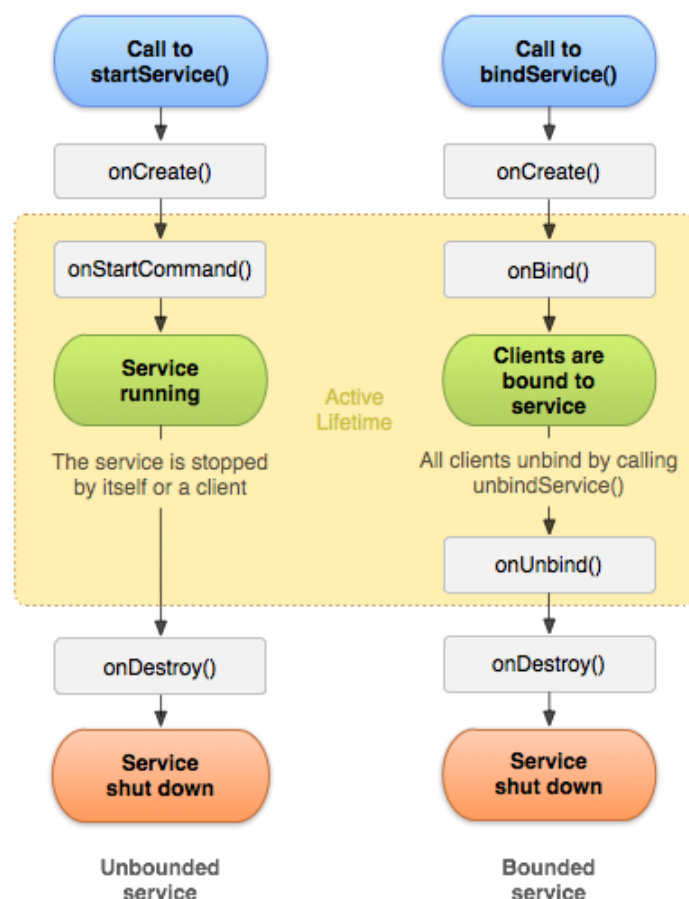 Call to
startService()
onCreate()
onStartCommand()
Service
running
The service is stopped
by itself or a client
onDestroy()
Service
shut down
Unbounded
service
Active
Lifetime
Call to
bindService()
onCreate()
onBind()
Clients are
bound to
service
All clients unbind by calling
unbindService()
onUnbind()
onDestroy()
Service
shut down
Bounded
service